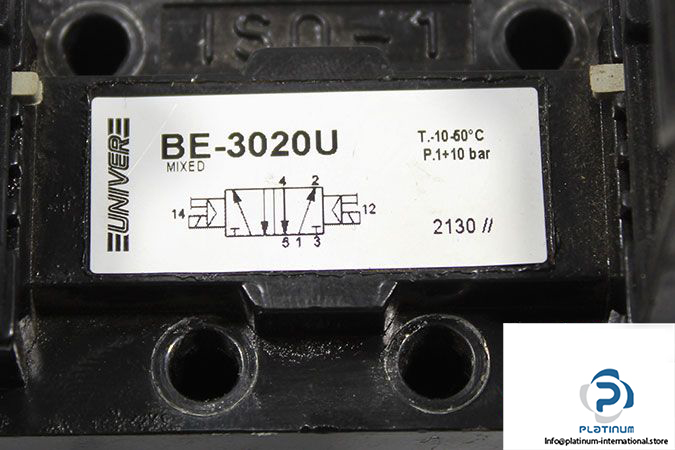 ISO-1
UNIVER
BE-3020U
MIXED
T.-10-50°C
P.1÷10 bar
14
4 2
12
5 1 3
2130 //
PLATINUM
Info@platinum-international.store